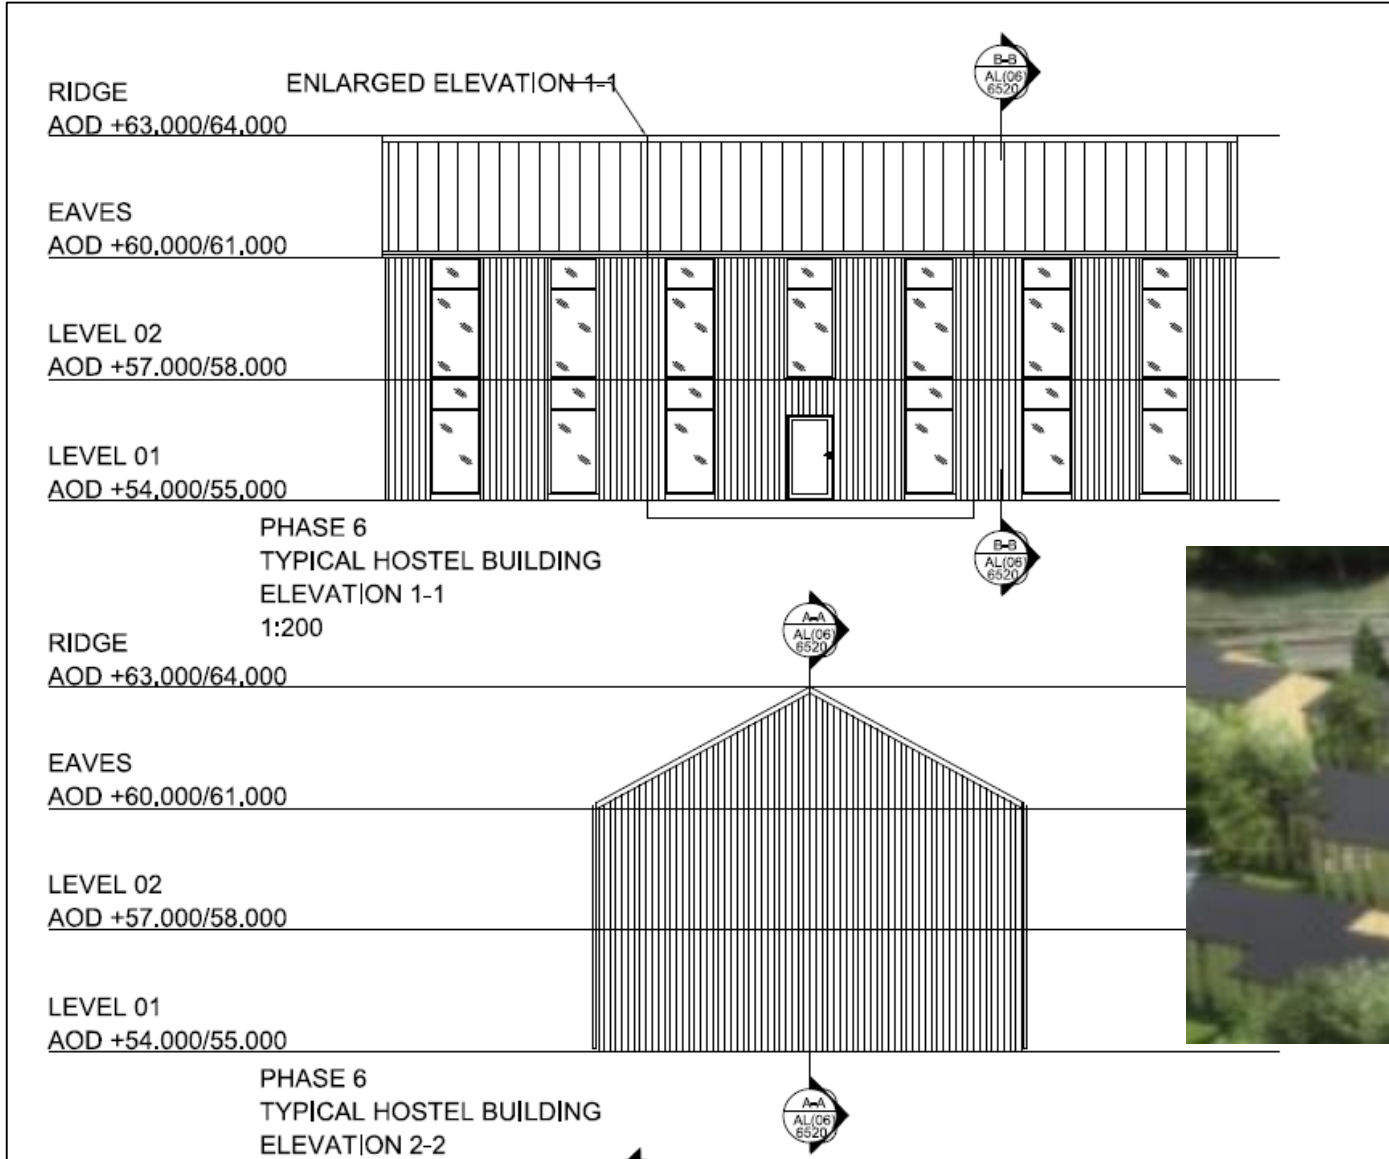 ENLARGED ELEVATION 1-1
B-B
AL(06)
6520
RIDGE
AOD +63.000/64.000
EAVES
AOD +60.000/61.000
LEVEL 02
AOD +57.000/58.000
LEVEL 01
AOD +54.000/55.000
PHASE 6
TYPICAL HOSTEL BUILDING
ELEVATION 1-1
1:200
B-B
AL(06)
6520
A-A
AL(06)
6520
RIDGE
AOD +63.000/64.000
EAVES
AOD +60.000/61.000
LEVEL 02
AOD +57.000/58.000
LEVEL 01
AOD +54.000/55.000
PHASE 6
TYPICAL HOSTEL BUILDING
ELEVATION 2-2
A-A
AL(06)
6520